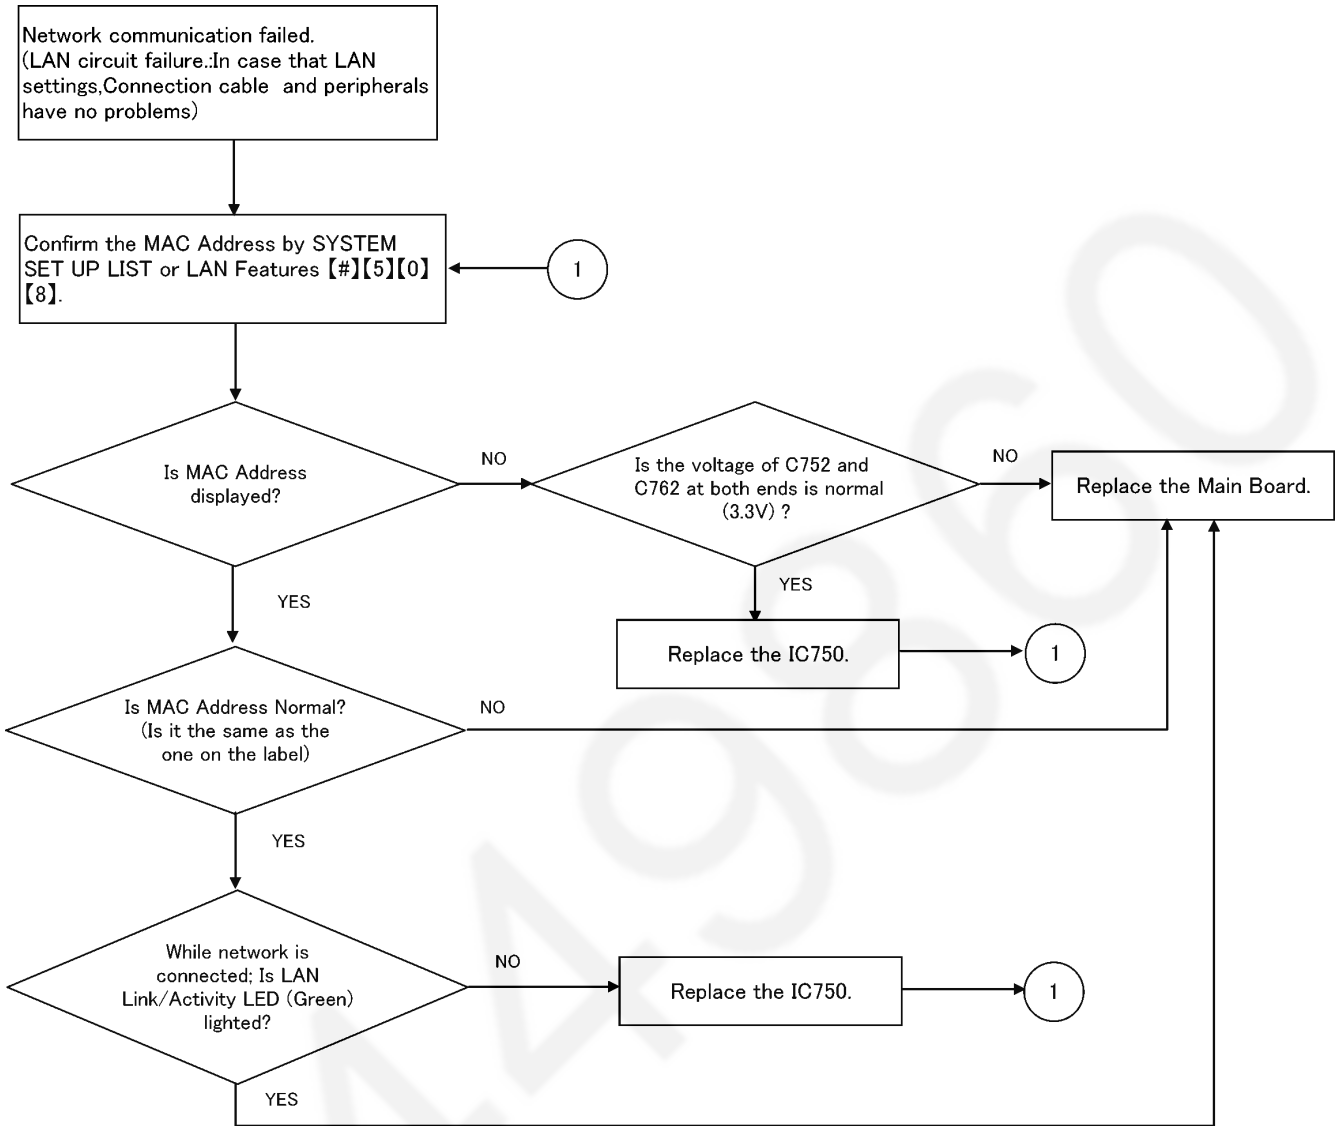 Network communication failed.
(LAN circuit failure.:In case that LAN
settings,Connection cable and peripherals
have no problems)
Confirm the MAC Address by SYSTEM
SET UP LIST or LAN Features 【#】【5】【0】
【8】.
1
Is MAC Address
displayed?
NO
Is the voltage of C752 and
C762 at both ends is normal
(3.3V) ?
NO
Replace the Main Board.
YES
YES
Replace the IC750.
1
Is MAC Address Normal?
(Is it the same as the
one on the label)
NO
YES
While network is
connected; Is LAN
Link/Activity LED (Green)
lighted?
NO
Replace the IC750.
1
YES
449860